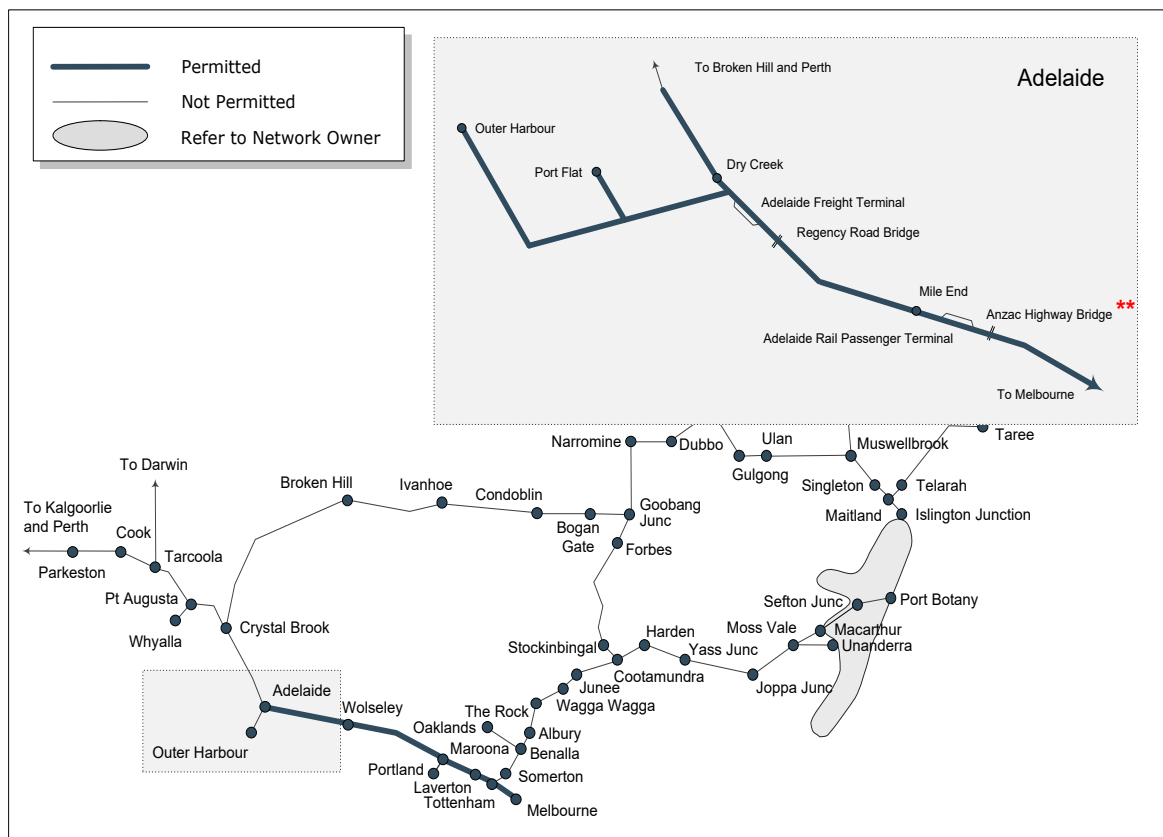 Permitted
Not Permitted
Refer to Network Owner
Adelaide
To Broken Hill and Perth
Outer Harbour
Port Flat
Dry Creek
Adelaide Freight Terminal
Regency Road Bridge
Mile End
Anzac Highway Bridge **
Adelaide Rail Passenger Terminal
To Melbourne
Taree
Narromine
Dubbo
Ulan
Gulgong
Muswellbrook
Singleton
Telarah
Maitland
Islington Junction
To Darwin
Broken Hill
Ivanhoe
Condoblin
Bogan
Gate
Goobang
Junc
Forbes
To Kalgoorlie
and Perth
Cook
Tarcoola
Parkeston
Pt Augusta
Whyalla
Crystal Brook
Sefton Junc
Port Botany
Moss Vale
Macarthur
Unanderra
Harden
Yass Junc
Joppa Junc
Stockinbingal
Cootamundra
Junee
Wagga Wagga
The Rock
Albury
Oaklands
Benalla
Adelaide
Wolseley
Outer Harbour
Maroona
Portland
Somerton
Laverton
Tottenham
Melbourne